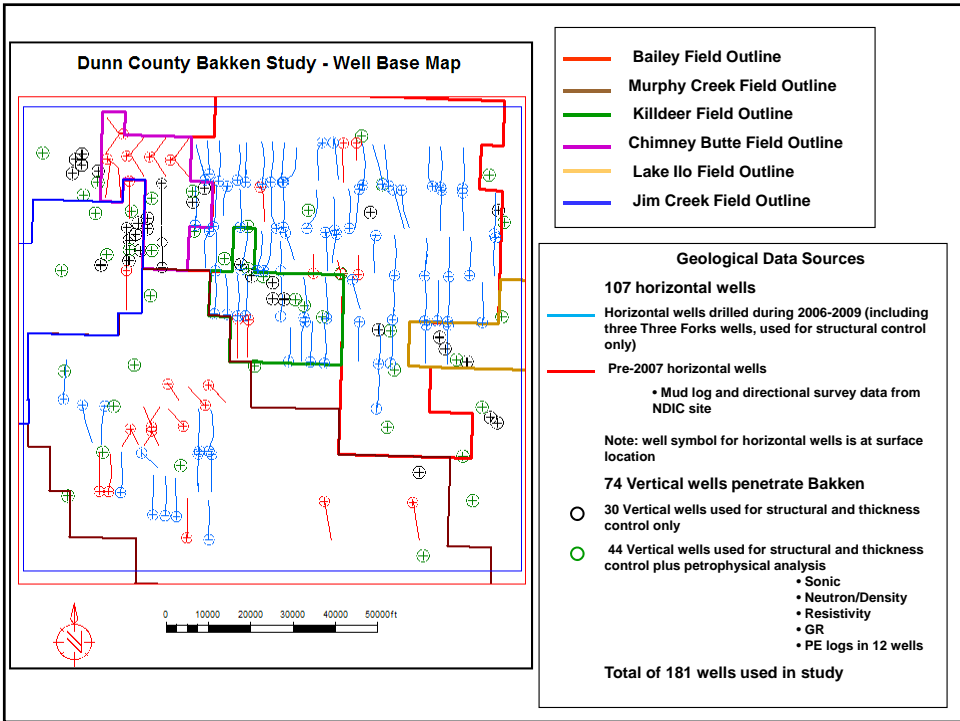 Dunn County Bakken Study - Well Base Map
0 10000 20000 30000 40000 50000ft
N
Bailey Field Outline
Murphy Creek Field Outline
Killdeer Field Outline
Chimney Butte Field Outline
Lake Ilo Field Outline
Jim Creek Field Outline
Geological Data Sources
107 horizontal wells
Horizontal wells drilled during 2006-2009 (including
three Three Forks wells, used for structural control
only)
Pre-2007 horizontal wells
• Mud log and directional survey data from
NDIC site
Note: well symbol for horizontal wells is at surface
location
74 Vertical wells penetrate Bakken
30 Vertical wells used for structural and thickness
control only
44 Vertical wells used for structural and thickness
control plus petrophysical analysis
• Sonic
• Neutron/Density
• Resistivity
• GR
• PE logs in 12 wells
Total of 181 wells used in study